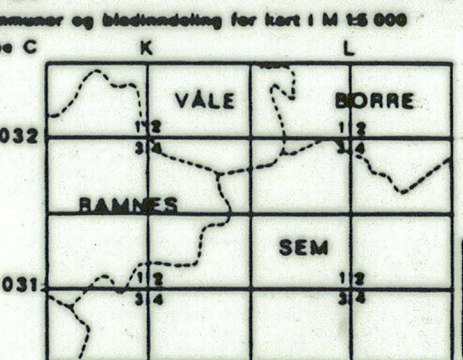 mmuner og bladinndeling for kart i M 1:5 000
e C K L
VÅLE BORRE
032 1 2 1 2
3 4 3 4
RAMNES
SEM
031 1 2 1 2
3 4 3 4